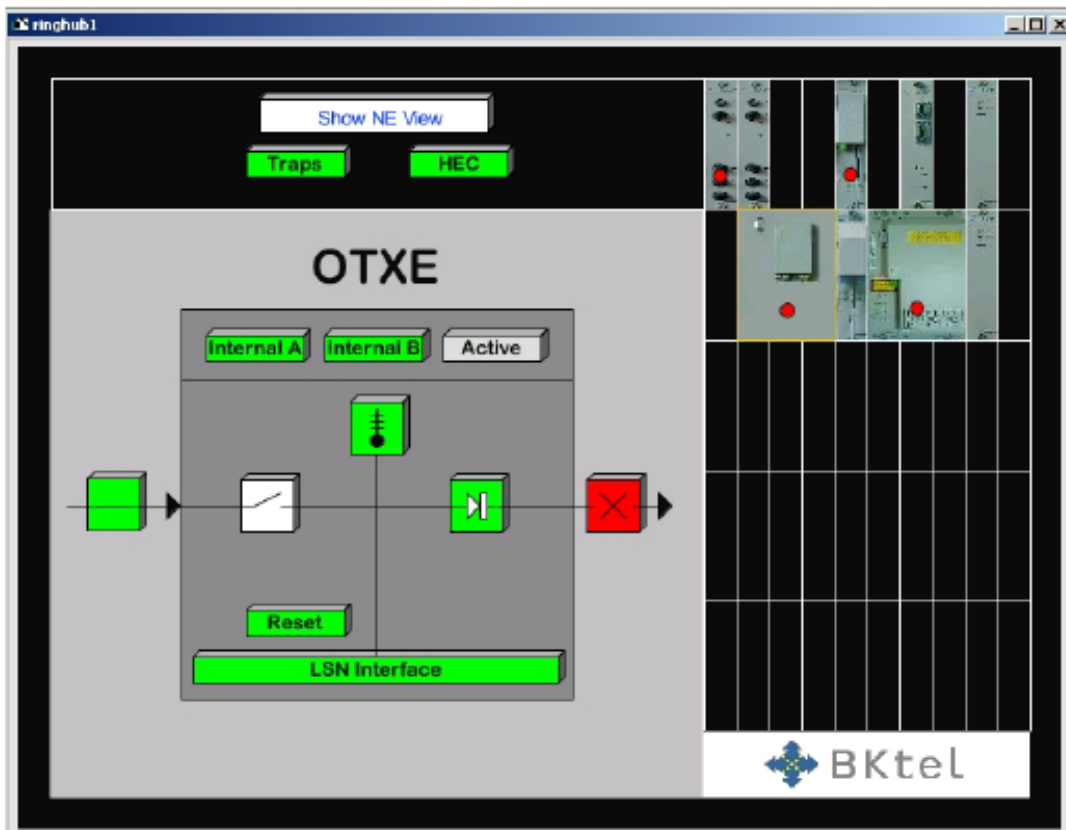 ringhub1
Show NE View
Traps
HEC
OTXE
Internal A
Internal B
Active
Reset
LSN Interface
BKtel